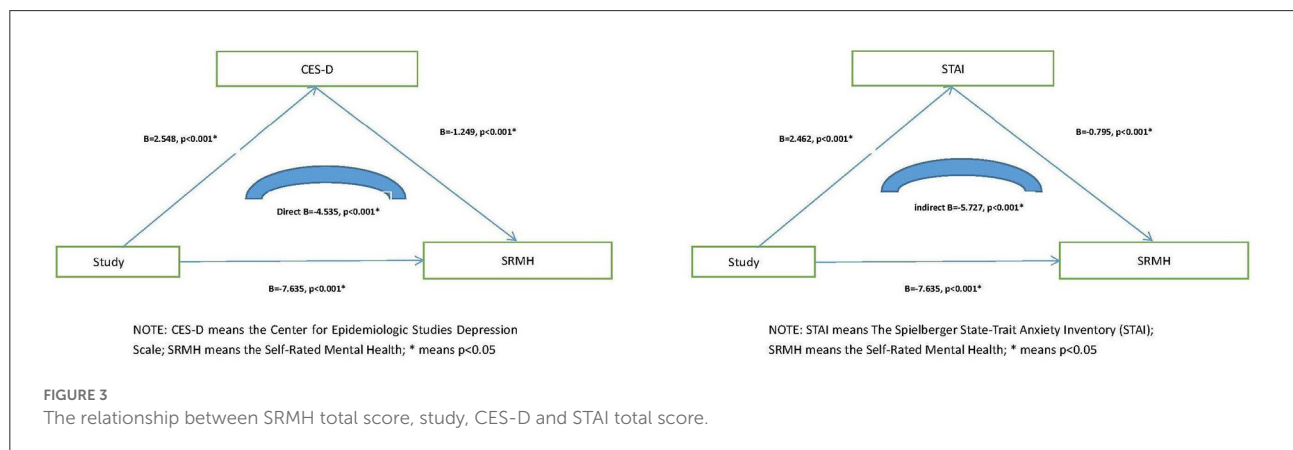 CES-D
B=2.548, p<0.001*
B=-1.249, p<0.001*
Direct B=-4.535, p<0.001*
Study
SRMH
B=-7.635, p<0.001*
NOTE: CES-D means the Center for Epidemiologic Studies Depression
Scale; SRMH means the Self-Rated Mental Health; * means p<0.05
STAI
B=2.462, p<0.001*
B=-0.795, p<0.001*
indirect B=-5.727, p<0.001*
Study
SRMH
B=-7.635, p<0.001*
NOTE: STAI means The Spielberger State-Trait Anxiety Inventory (STAI);
SRMH means the Self-Rated Mental Health; * means p<0.05
FIGURE 3
The relationship between SRMH total score, study, CES-D and STAI total score.